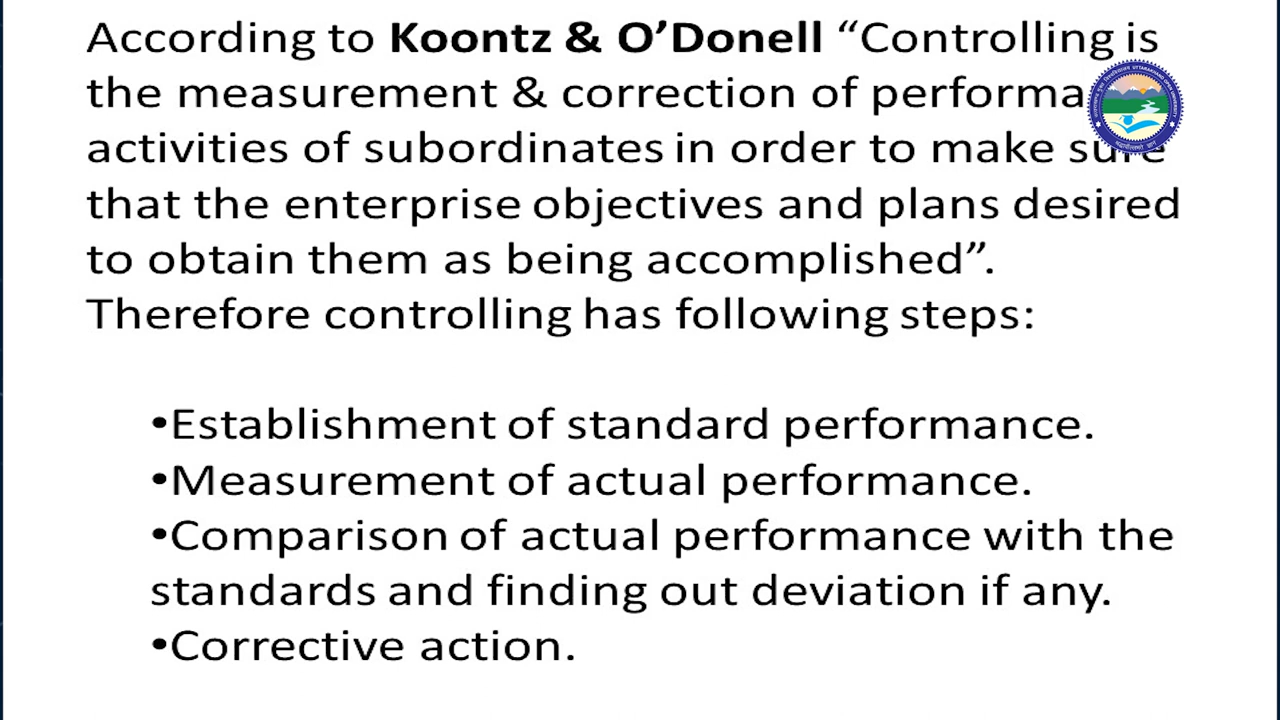 According to Koontz & O’Donell “Controlling is
the measurement & correction of performa
activities of subordinates in order to make sure
that the enterprise objectives and plans desired
to obtain them as being accomplished”.
Therefore controlling has following steps:
•Establishment of standard performance.
•Measurement of actual performance.
•Comparison of actual performance with the
standards and finding out deviation if any.
•Corrective action.